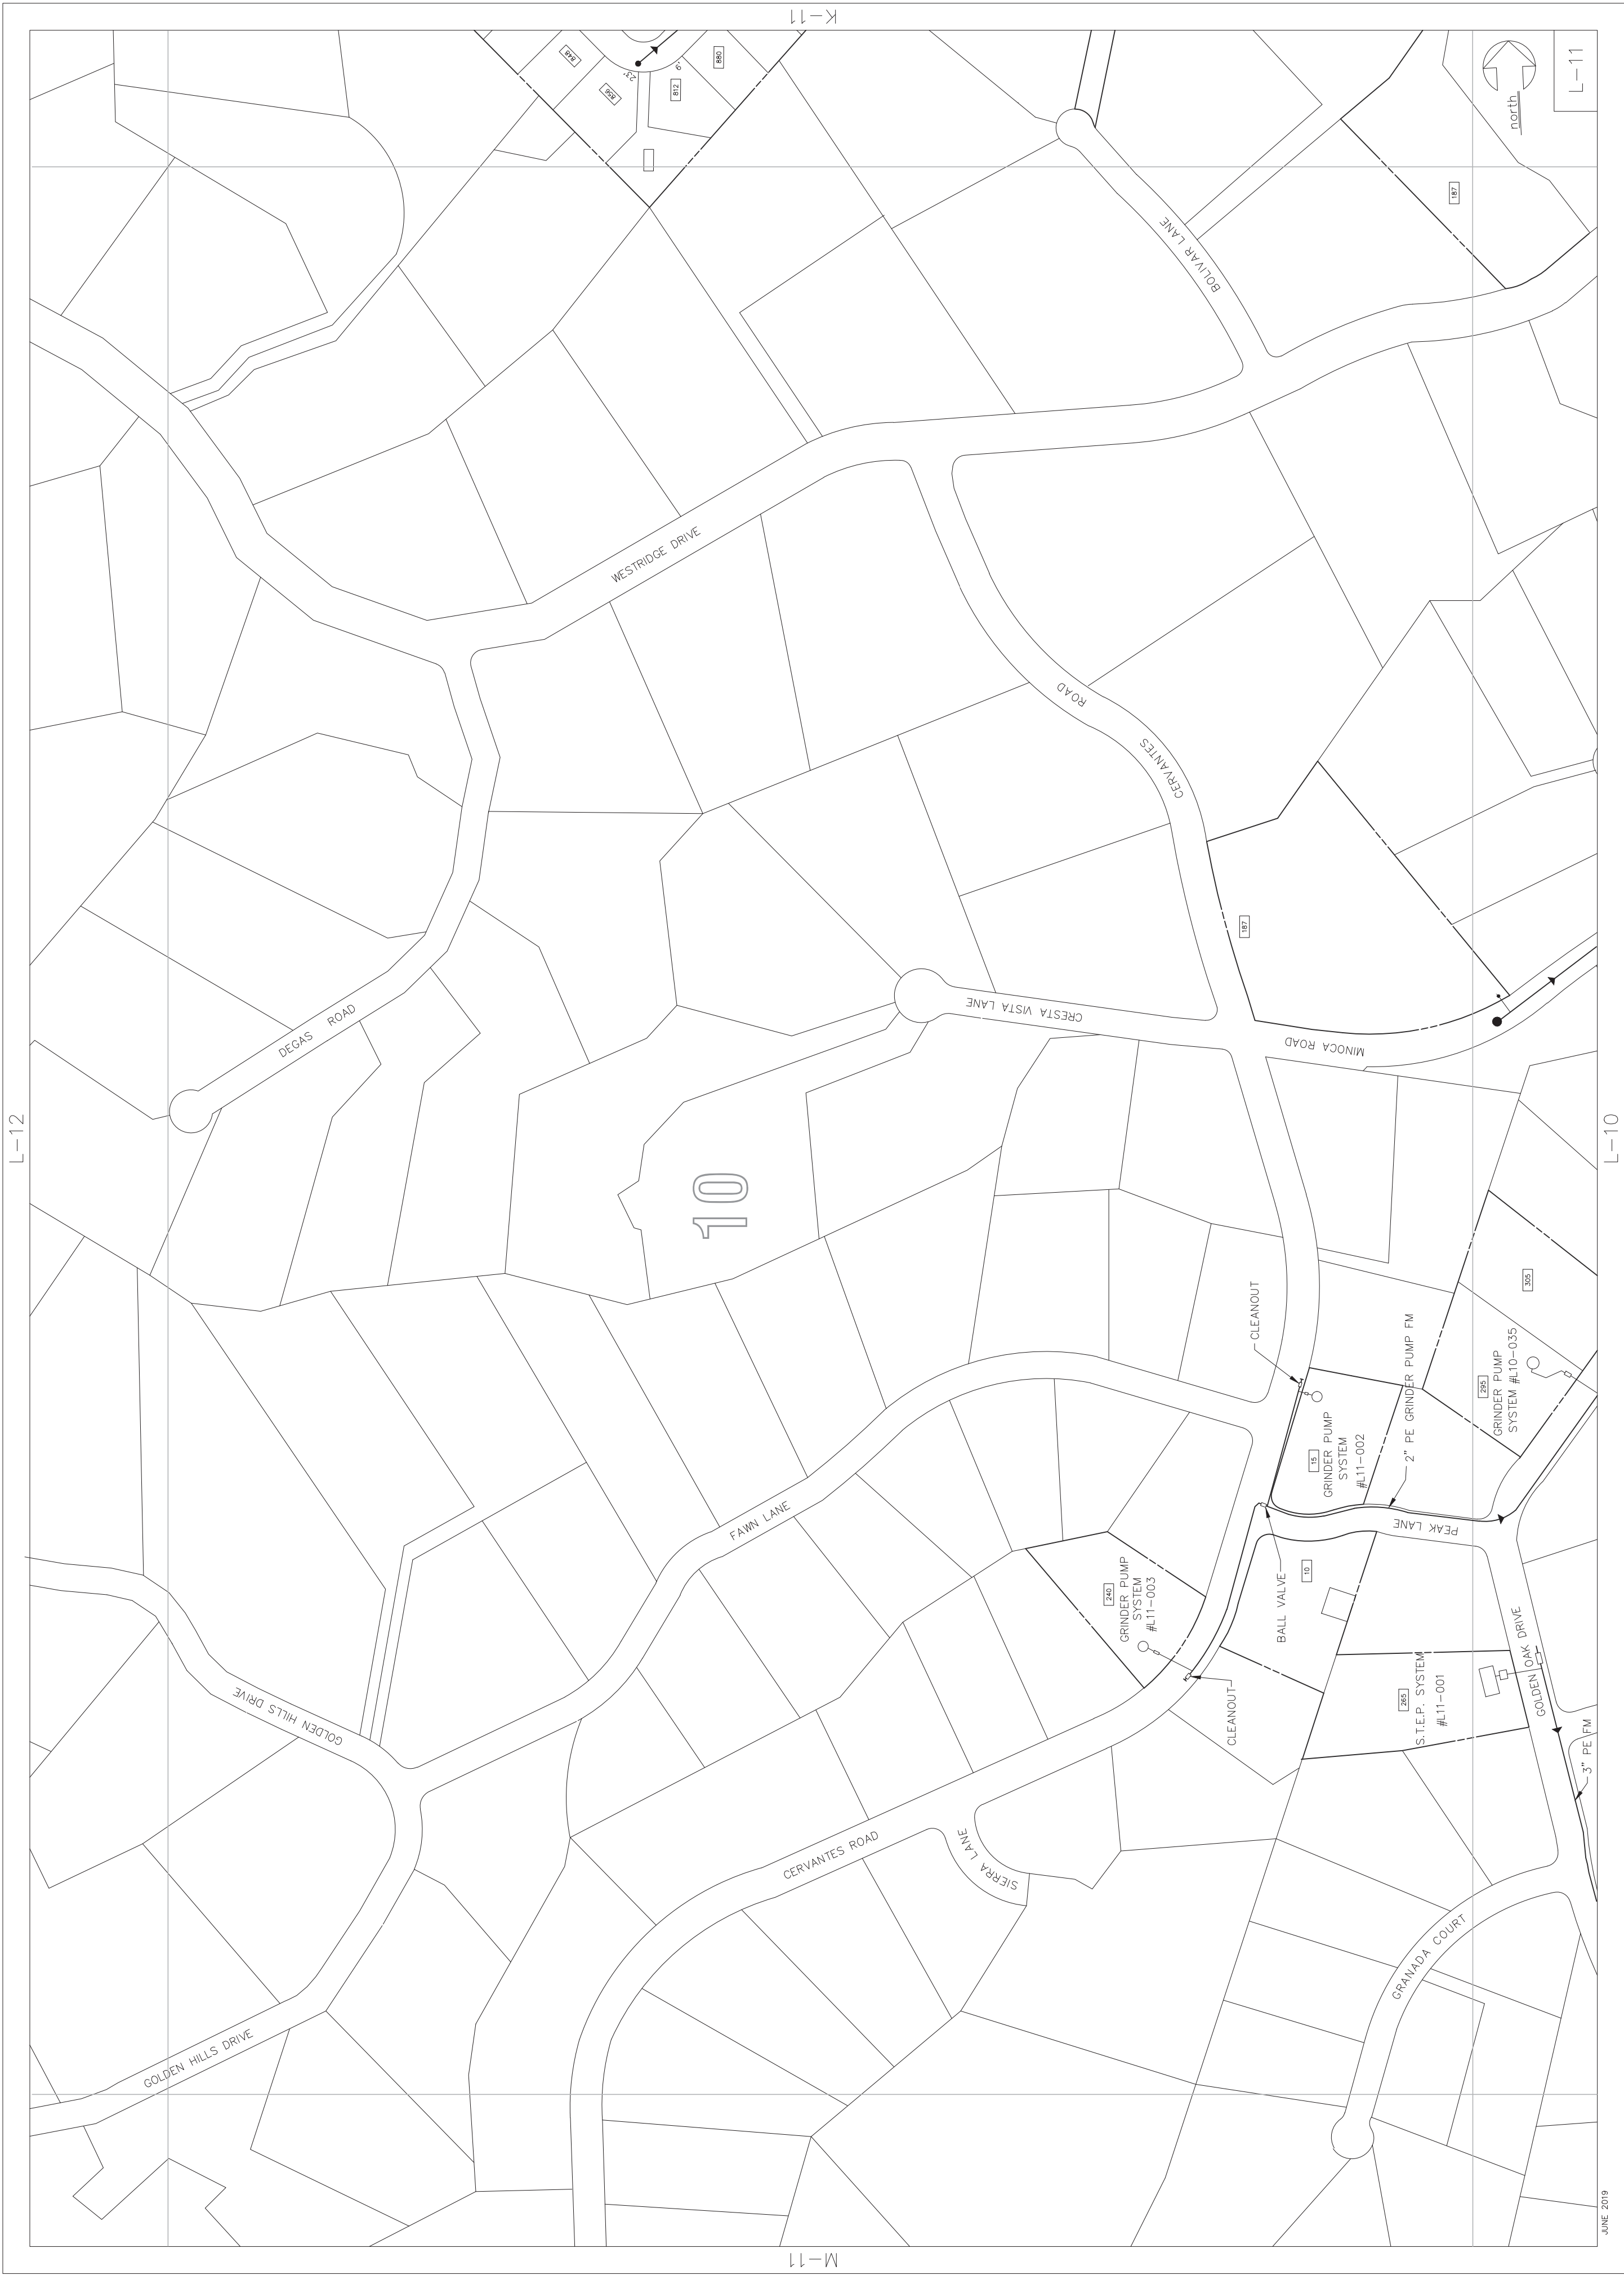 K-11
L-11
north
848
856
23'
9'
812
880
BOLIVAR LANE
187
WESTRIDGE DRIVE
ROAD
CERVANTES
187
CRESTA VISTA LANE
MINOCA ROAD
DEGAS ROAD
L-12
L-10
10
CLEANOUT
305
295
GRINDER PUMP
SYSTEM #L10-035
15
GRINDER PUMP
SYSTEM
#L11-002
2" PE GRINDER PUMP FM
PEAK LANE
FAWN LANE
240
GRINDER PUMP
SYSTEM
#L11-003
BALL VALVE
10
CLEANOUT
265
S.T.E.P. SYSTEM
#L11-001
GOLDEN OAK DRIVE
3" PE FM
GOLDEN HILLS DRIVE
CERVANTES ROAD
SIERRA LANE
GRANADA COURT
GOLDEN HILLS DRIVE
M-11
JUNE 2019